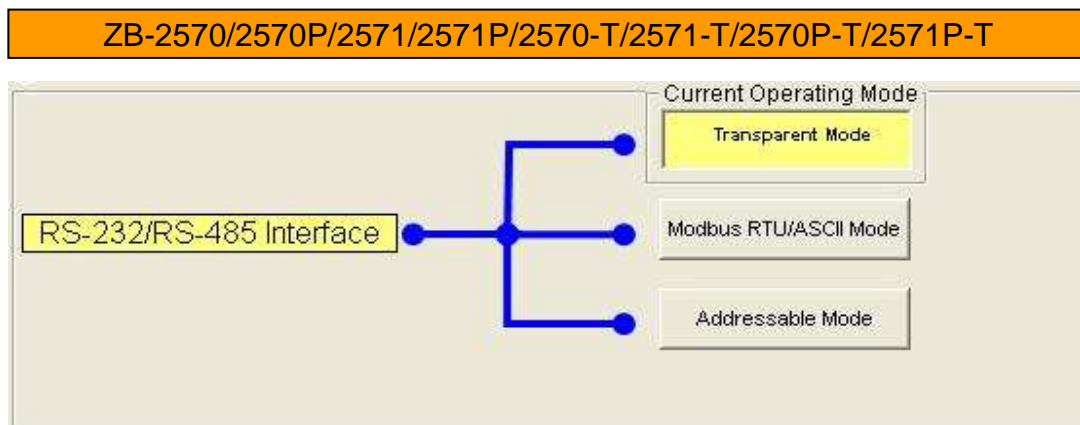 ZB-2570/2570P/2571/2571P/2570-T/2571-T/2570P-T/2571P-T
Current Operating Mode
Transparent Mode
RS-232/RS-485 Interface
Modbus RTU/ASCII Mode
Addressable Mode